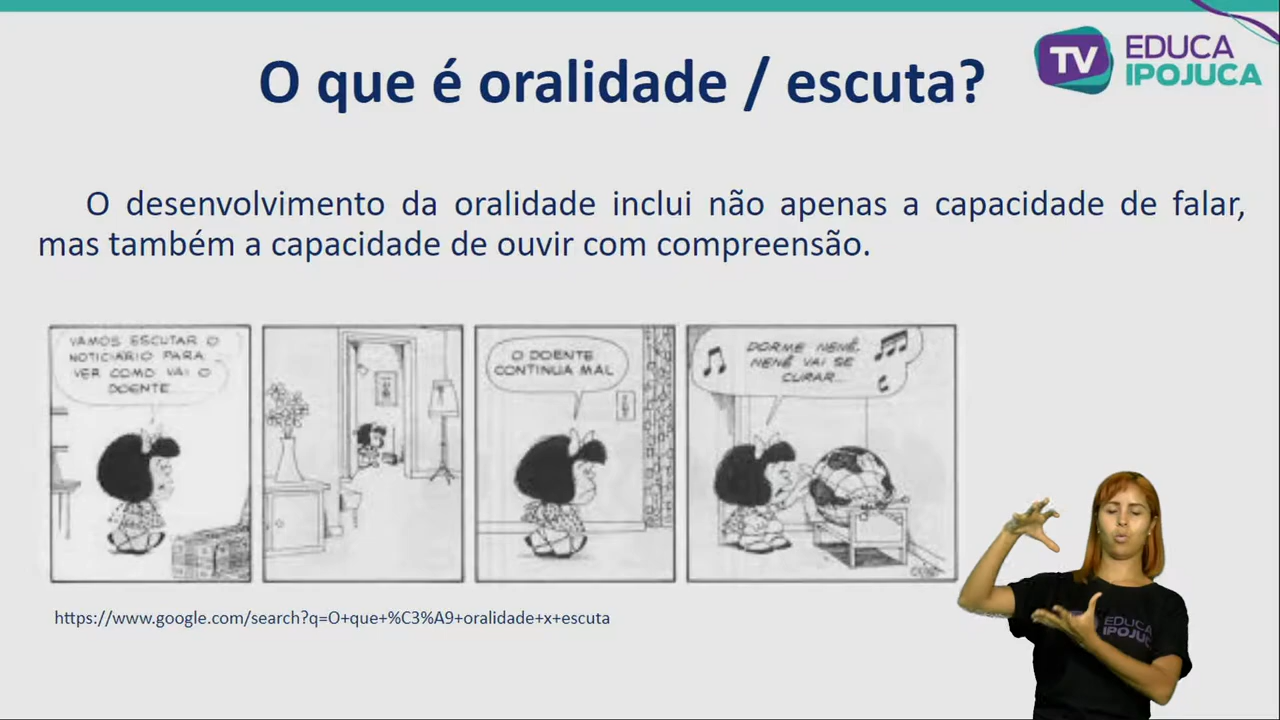 TV EDUCA
IPOJUCA
O que é oralidade / escuta?
O desenvolvimento da oralidade inclui não apenas a capacidade de falar,
mas também a capacidade de ouvir com compreensão.
VAMOS ESCUTAR O
NOTICIÁRIO PARA
VER COMO VAI O
DOENTE...
O DOENTE
CONTINUA MAL
DORME NENÊ,
NENÊ VAI SE
CURAR...
https://www.google.com/search?q=O+que+%C3%A9+oralidade+x+escuta
EDUCA
IPOJUC